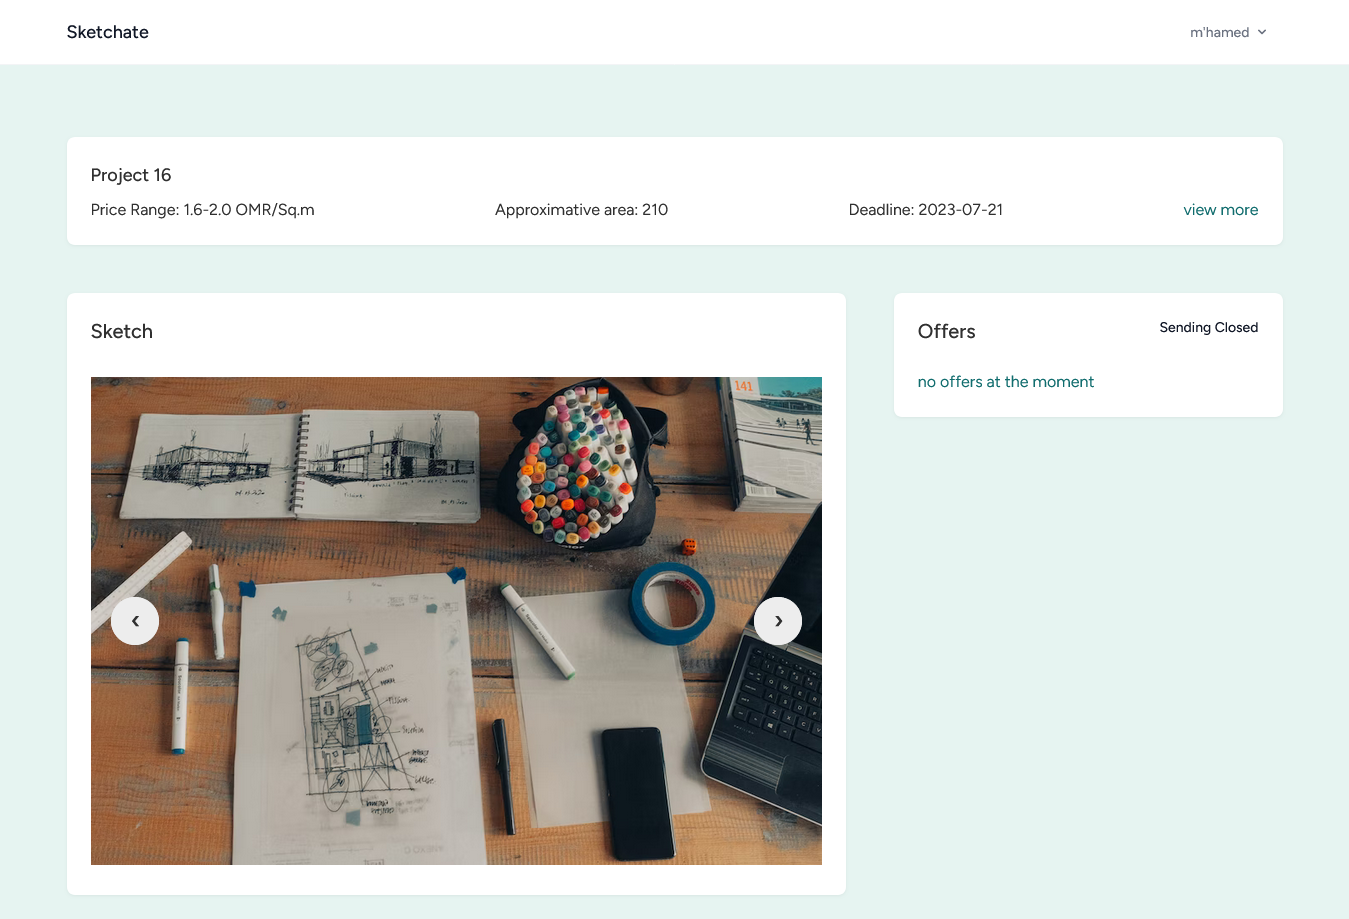 Sketchate
m'hamed
Project 16
Price Range: 1.6-2.0 OMR/Sq.m
Approximative area: 210
Deadline: 2023-07-21
view more
Sketch
Offers
Sending Closed
no offers at the moment
141